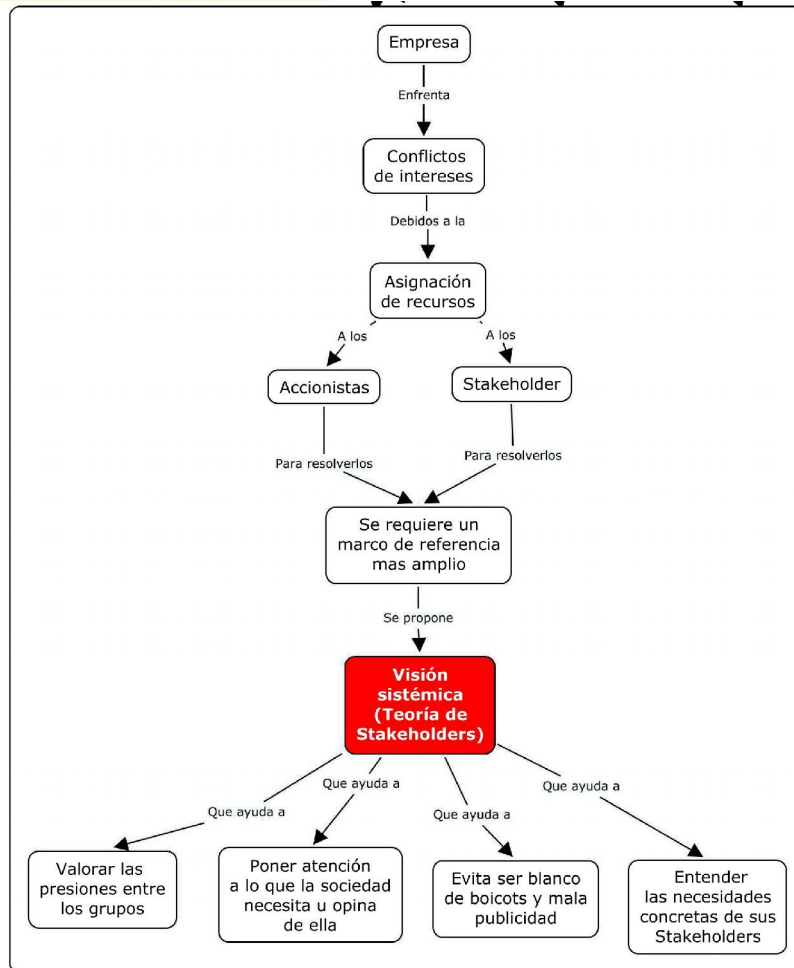 Empresa
Enfrenta
Conflictos
de intereses
Debidos a la
Asignación
de recursos
A los
A los
Accionistas
Stakeholder
Para resolverlos
Para resolverlos
Se requiere un
marco de referencia
mas amplio
Se propone
Visión
sistémica
(Teoría de
Stakeholders)
Que ayuda a
Que ayuda a
Que ayuda a
Que ayuda a
Valorar las
presiones entre
los grupos
Poner atención
a lo que la sociedad
necesita u opina
de ella
Evita ser blanco
de boicots y mala
publicidad
Entender
las necesidades
concretas de sus
Stakeholders